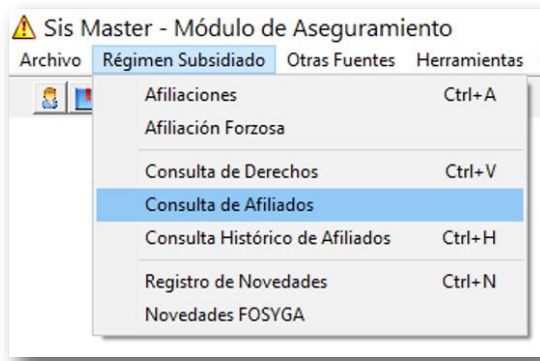 Sis Master - Módulo de Aseguramiento
Archivo Régimen Subsidiado Otras Fuentes Herramientas
Afiliaciones Ctrl+A
Afiliación Forzosa
Consulta de Derechos Ctrl+V
Consulta de Afiliados
Consulta Histórico de Afiliados Ctrl+H
Registro de Novedades Ctrl+N
Novedades FOSYGA